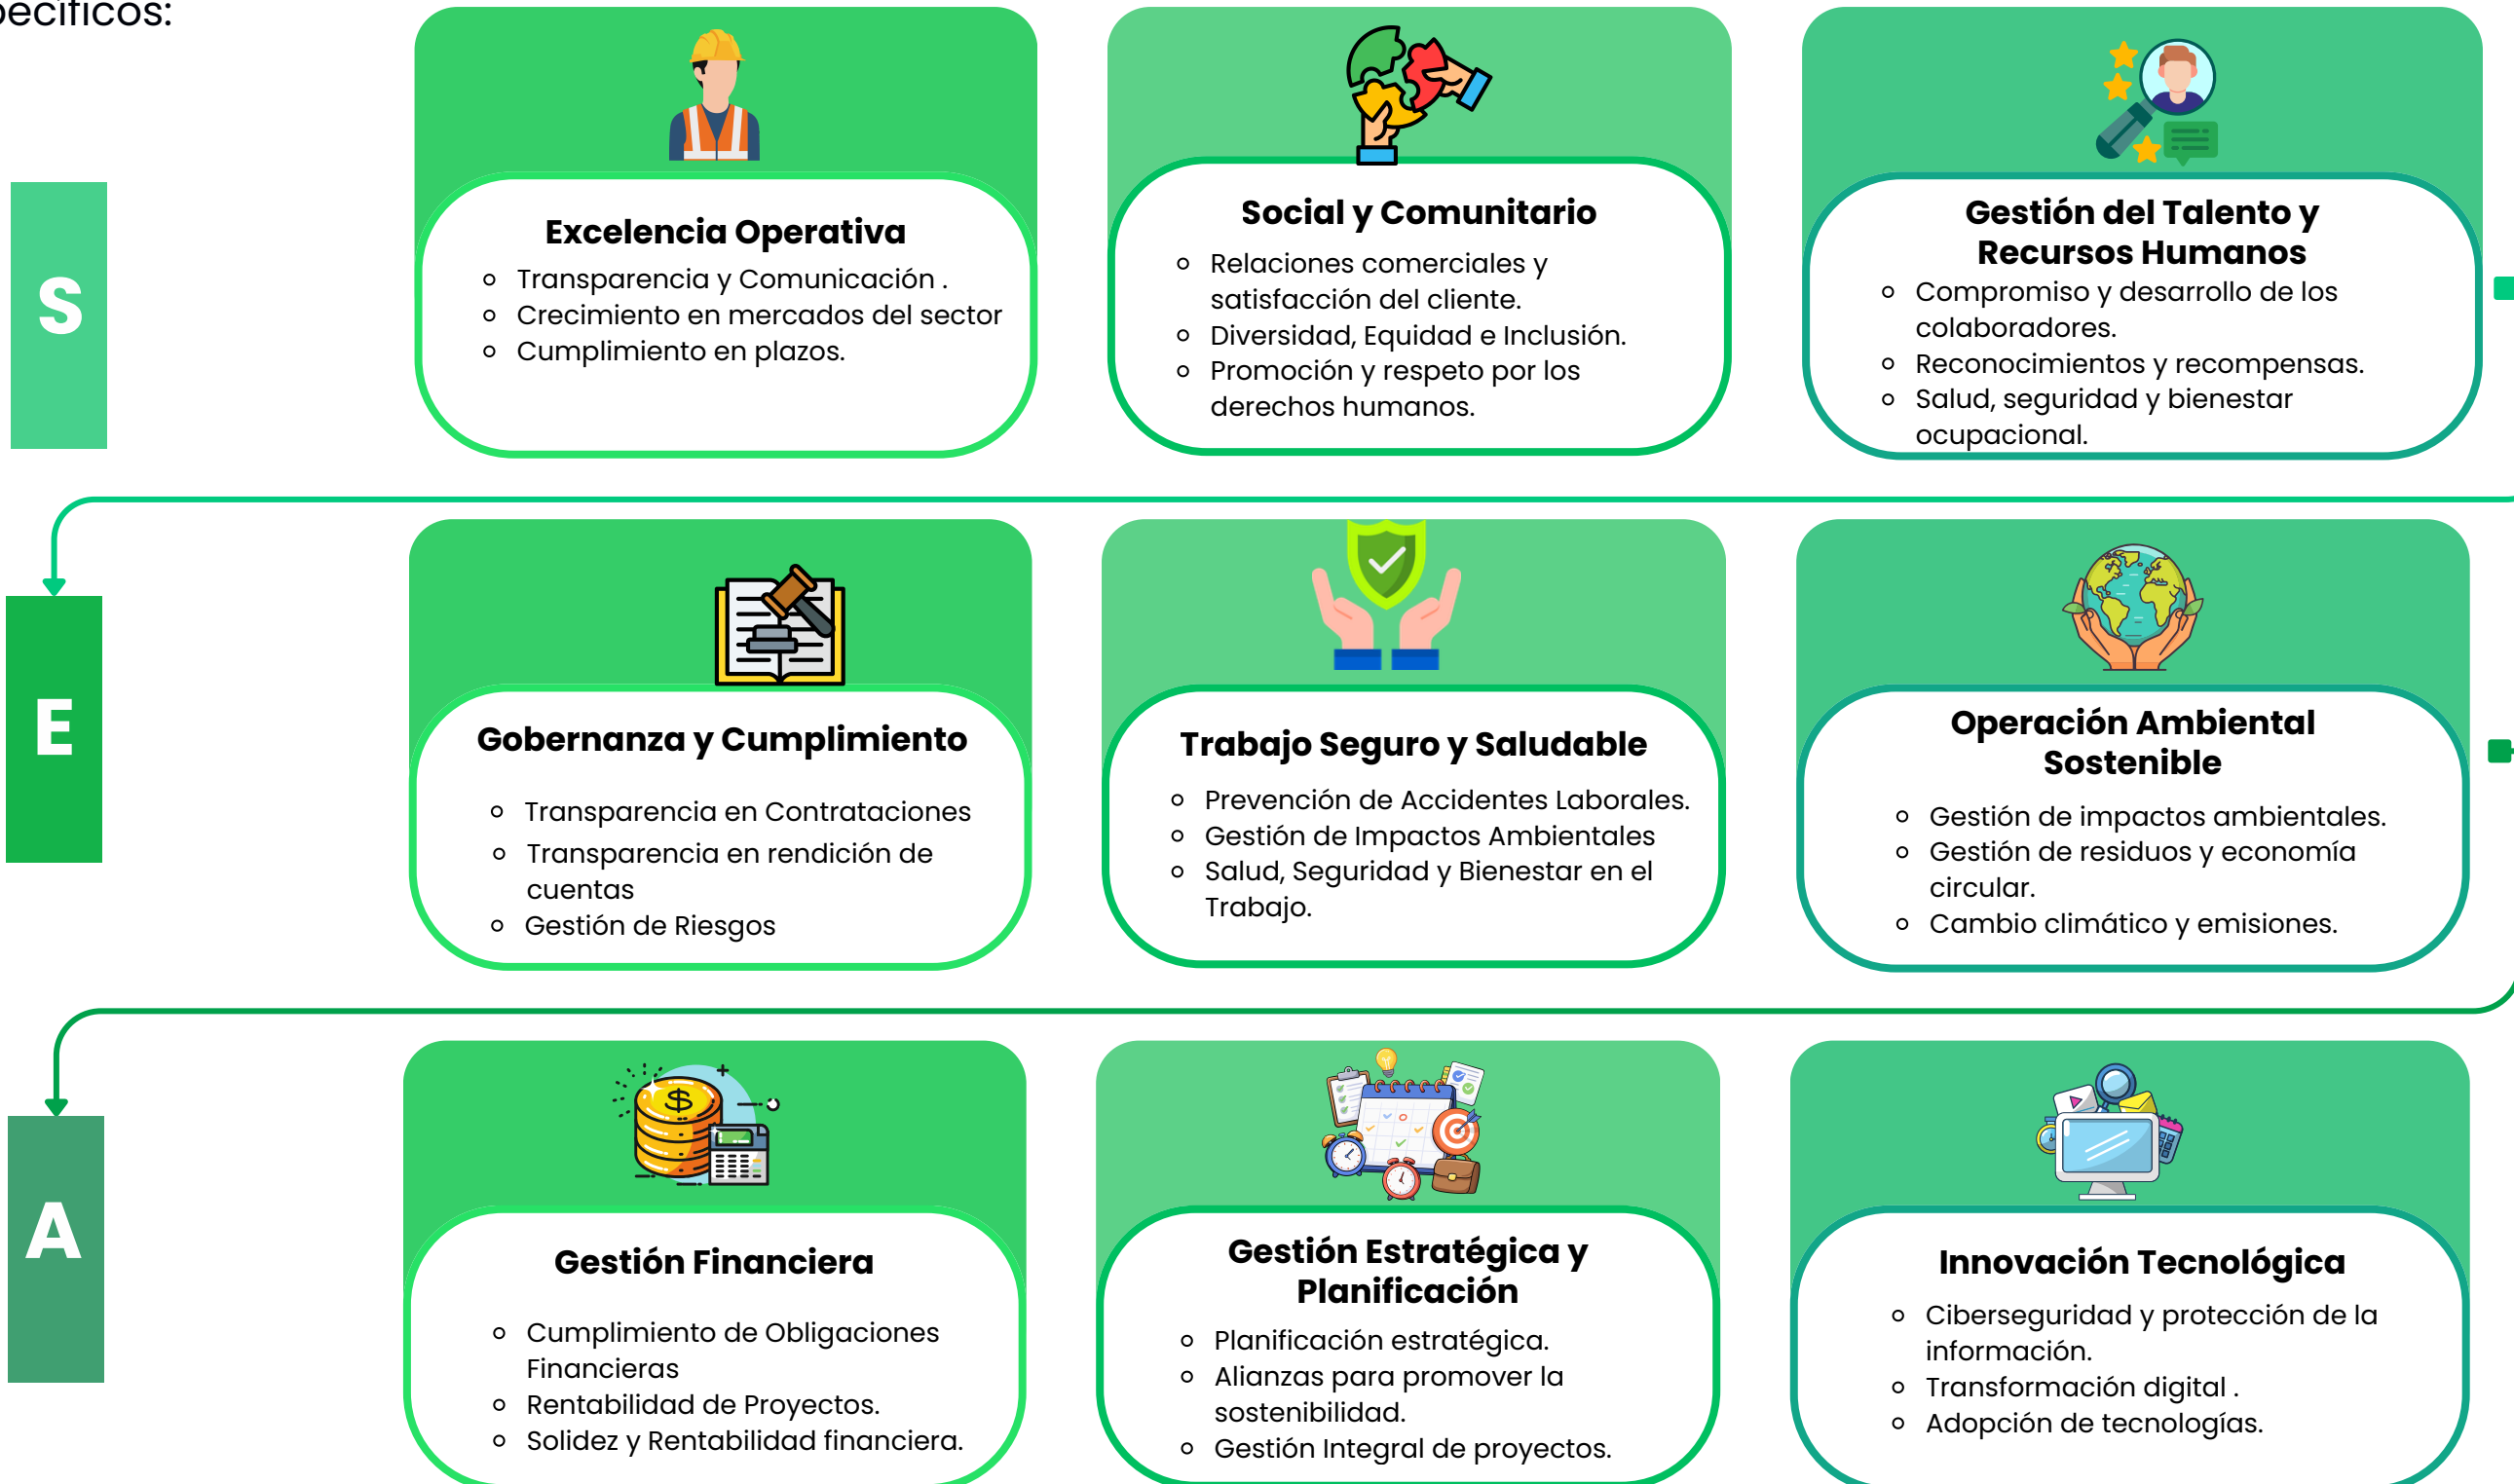 S
Excelencia Operativa
Transparencia y Comunicación .
Crecimiento en mercados del sector
Cumplimiento en plazos.
Social y Comunitario
Relaciones comerciales y
satisfacción del cliente.
Diversidad, Equidad e Inclusión.
Promoción y respeto por los
derechos humanos.
Gestión del Talento y
Recursos Humanos
Compromiso y desarrollo de los
colaboradores.
Reconocimientos y recompensas.
Salud, seguridad y bienestar
ocupacional.
E
Gobernanza y Cumplimiento
Transparencia en Contrataciones
Transparencia en rendición de
cuentas
Gestión de Riesgos
Trabajo Seguro y Saludable
Prevención de Accidentes Laborales.
Gestión de Impactos Ambientales
Salud, Seguridad y Bienestar en el
Trabajo.
Operación Ambiental
Sostenible
Gestión de impactos ambientales.
Gestión de residuos y economía
circular.
Cambio climático y emisiones.
A
Gestión Financiera
Cumplimiento de Obligaciones
Financieras
Rentabilidad de Proyectos.
Solidez y Rentabilidad financiera.
Gestión Estratégica y
Planificación
Planificación estratégica.
Alianzas para promover la
sostenibilidad.
Gestión Integral de proyectos.
Innovación Tecnológica
Ciberseguridad y protección de la
información.
Transformación digital .
Adopción de tecnologías.